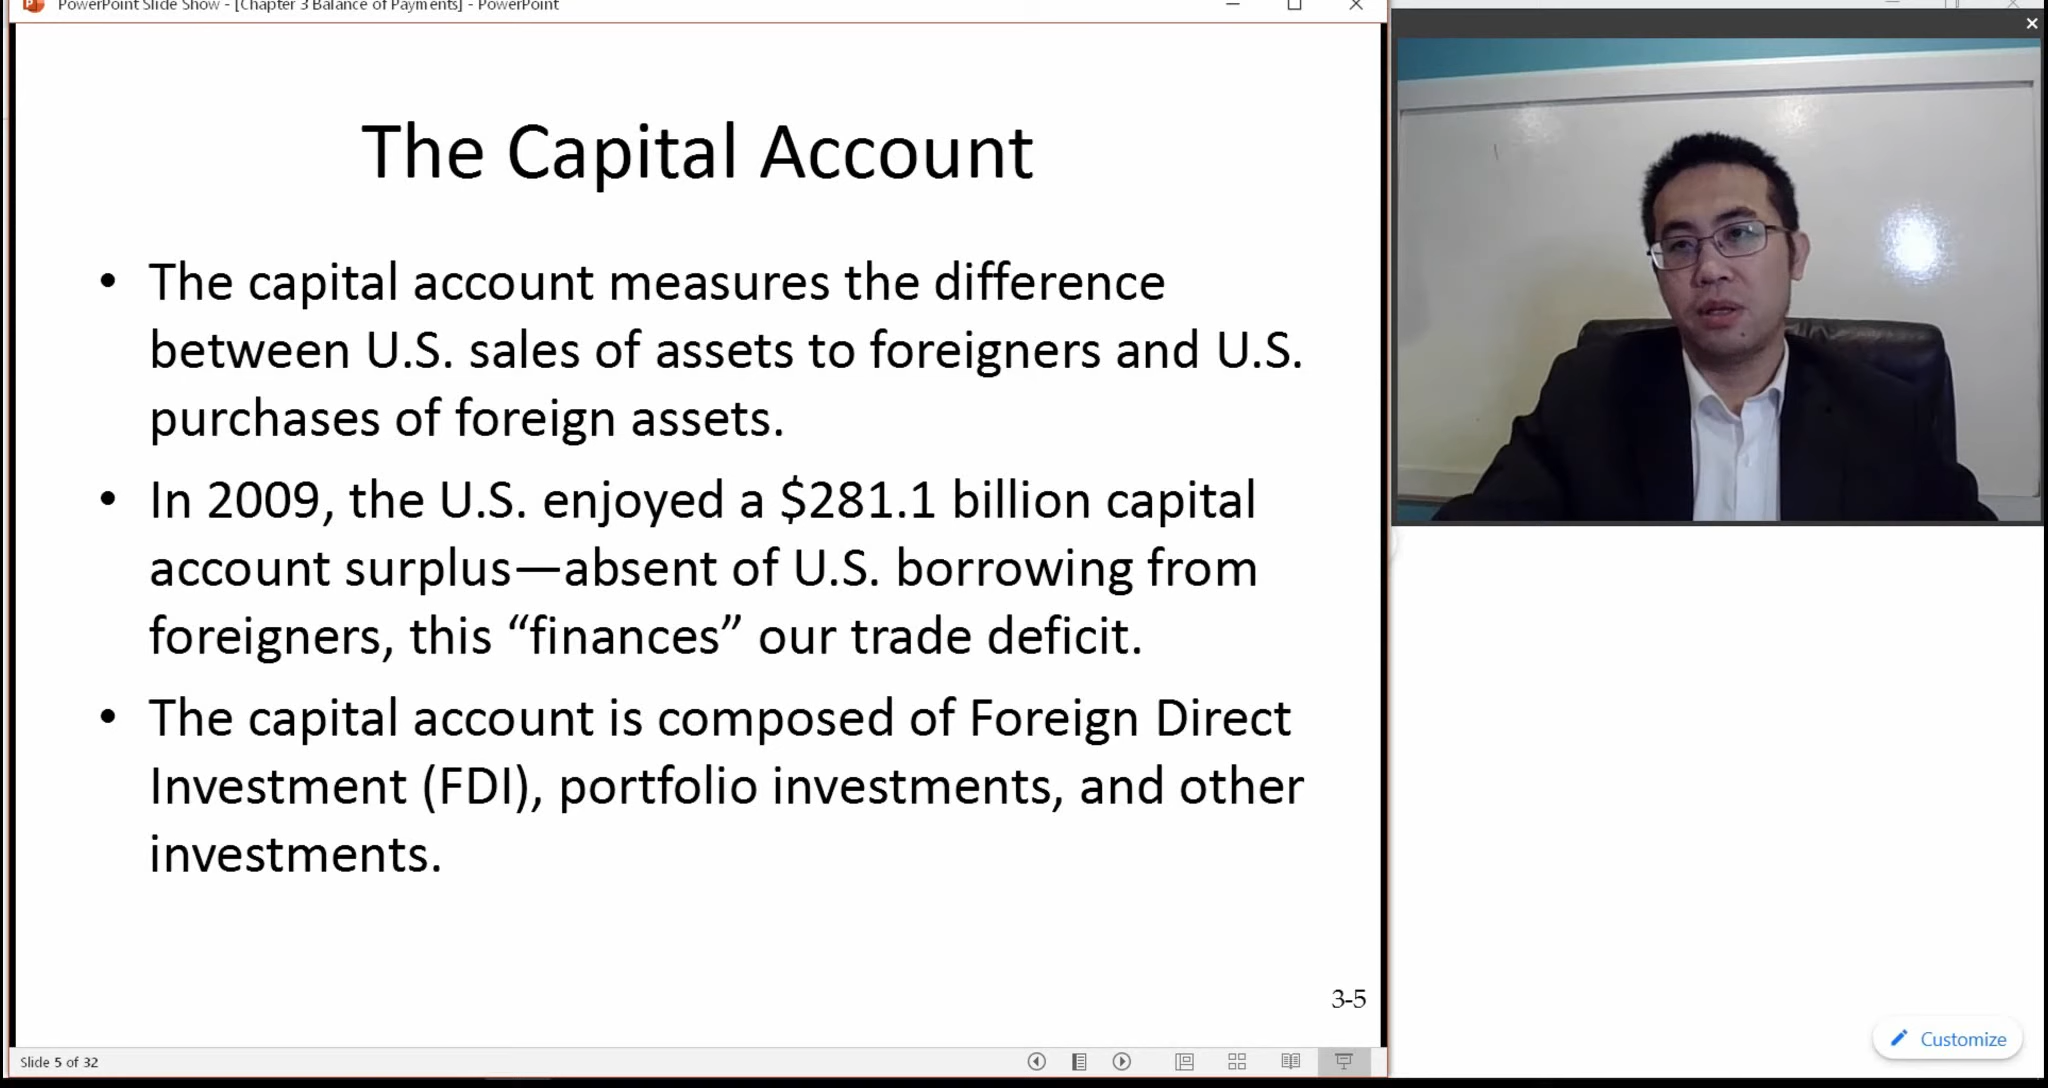 PowerPoint Slide Show - [Chapter 3 Balance of Payments] - PowerPoint
The Capital Account
• The capital account measures the difference
between U.S. sales of assets to foreigners and U.S.
purchases of foreign assets.
• In 2009, the U.S. enjoyed a $281.1 billion capital
account surplus—absent of U.S. borrowing from
foreigners, this “finances” our trade deficit.
• The capital account is composed of Foreign Direct
Investment (FDI), portfolio investments, and other
investments.
3-5
Customize
Slide 5 of 32